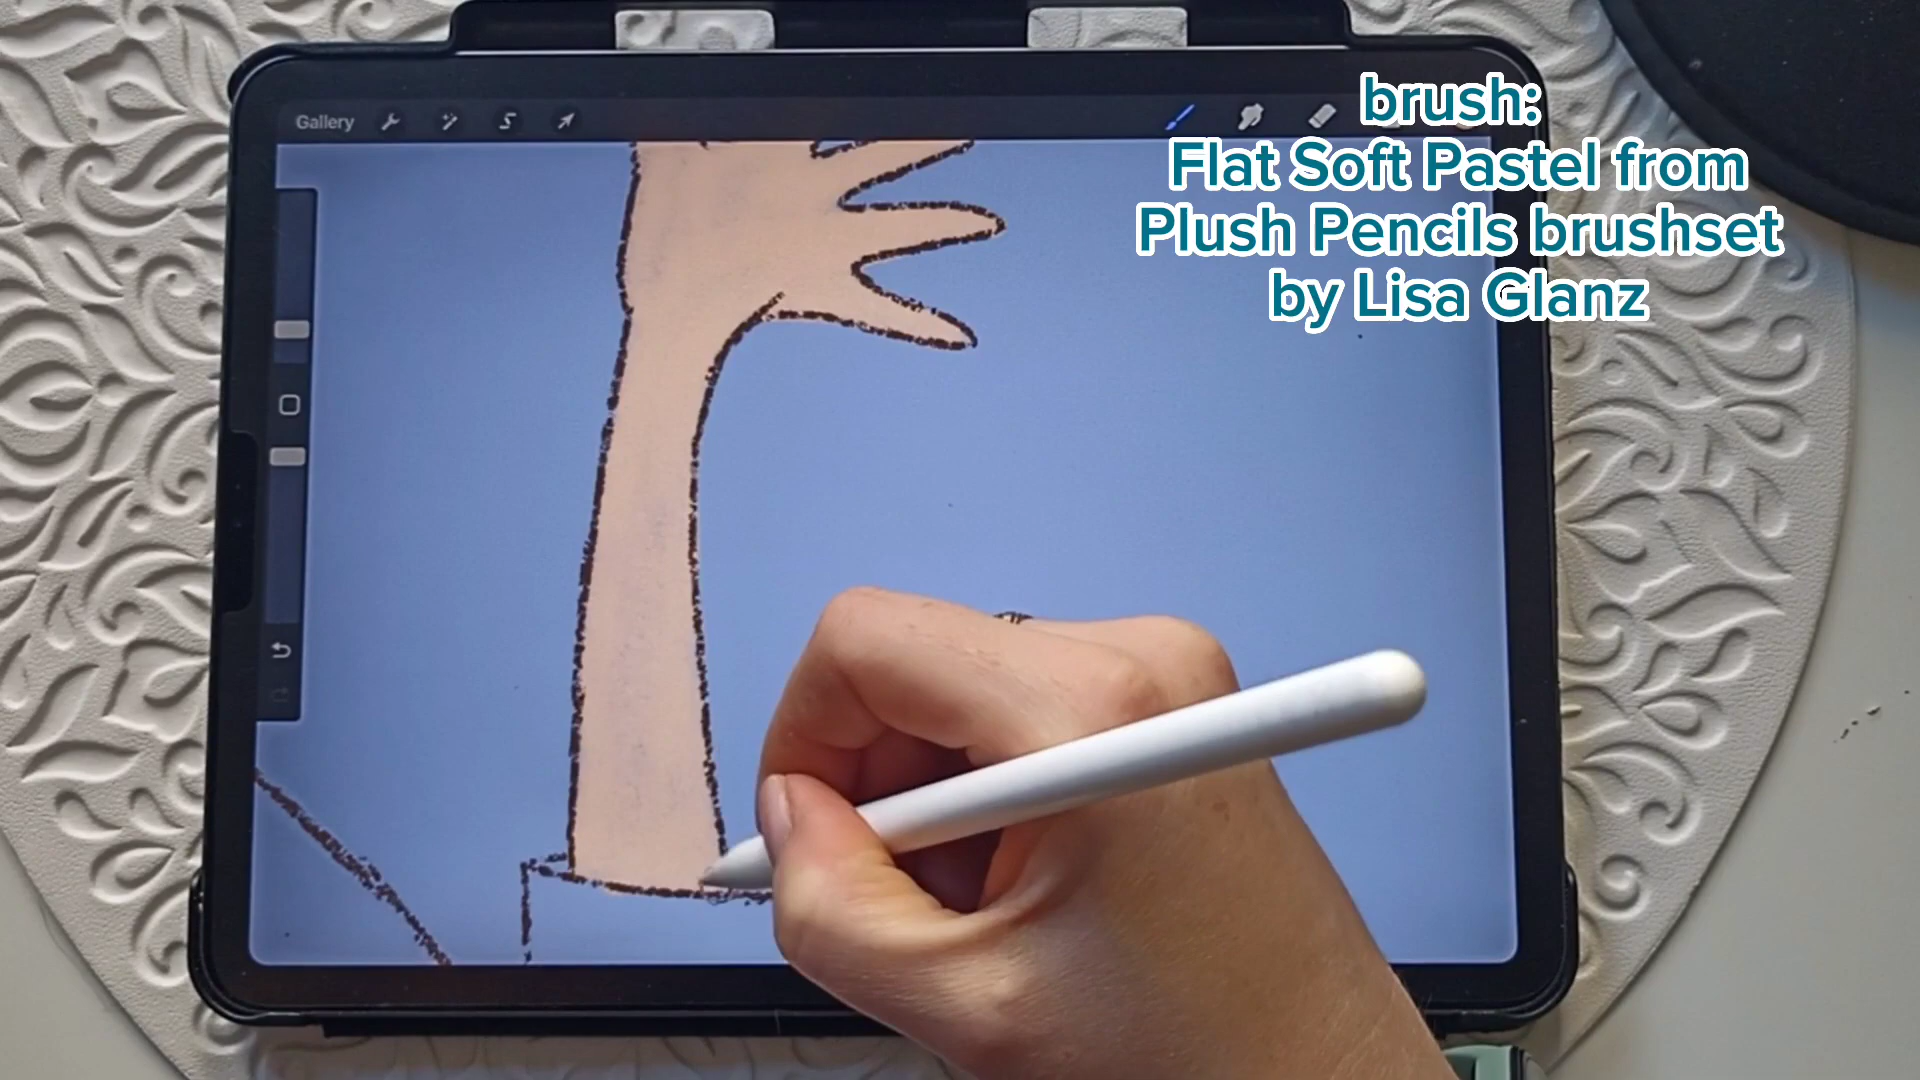 Gallery
brush:
Flat Soft Pastel from
Plush Pencils brushset
by Lisa Glanz